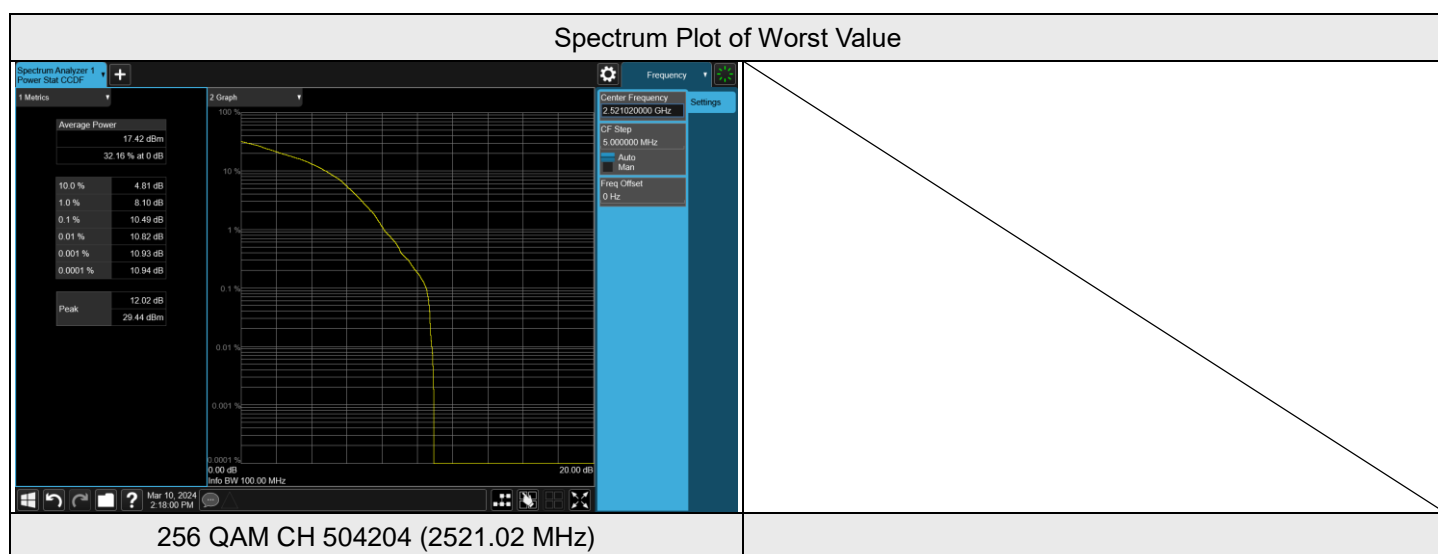 Spectrum Plot of Worst Value
Spectrum Analyzer 1
Power Stat CCDF
Frequency
1 Metrics
2 Graph
Center Frequency
2.521020000 GHz
Settings
CF Step
5.000000 MHz
Auto
Man
Freq Offset
0 Hz
Average Power
17.42 dBm
32.16 % at 0 dB
10.0 % 4.81 dB
1.0 % 8.10 dB
0.1 % 10.49 dB
0.01 % 10.82 dB
0.001 % 10.93 dB
0.0001 % 10.94 dB
Peak 12.02 dB
29.44 dBm
100 %
10 %
1 %
0.1 %
0.01 %
0.001 %
0.0001 %
0.00 dB 20.00 dB
Info BW 100.00 MHz
?
Mar 10, 2024
2:18:00 PM
256 QAM CH 504204 (2521.02 MHz)